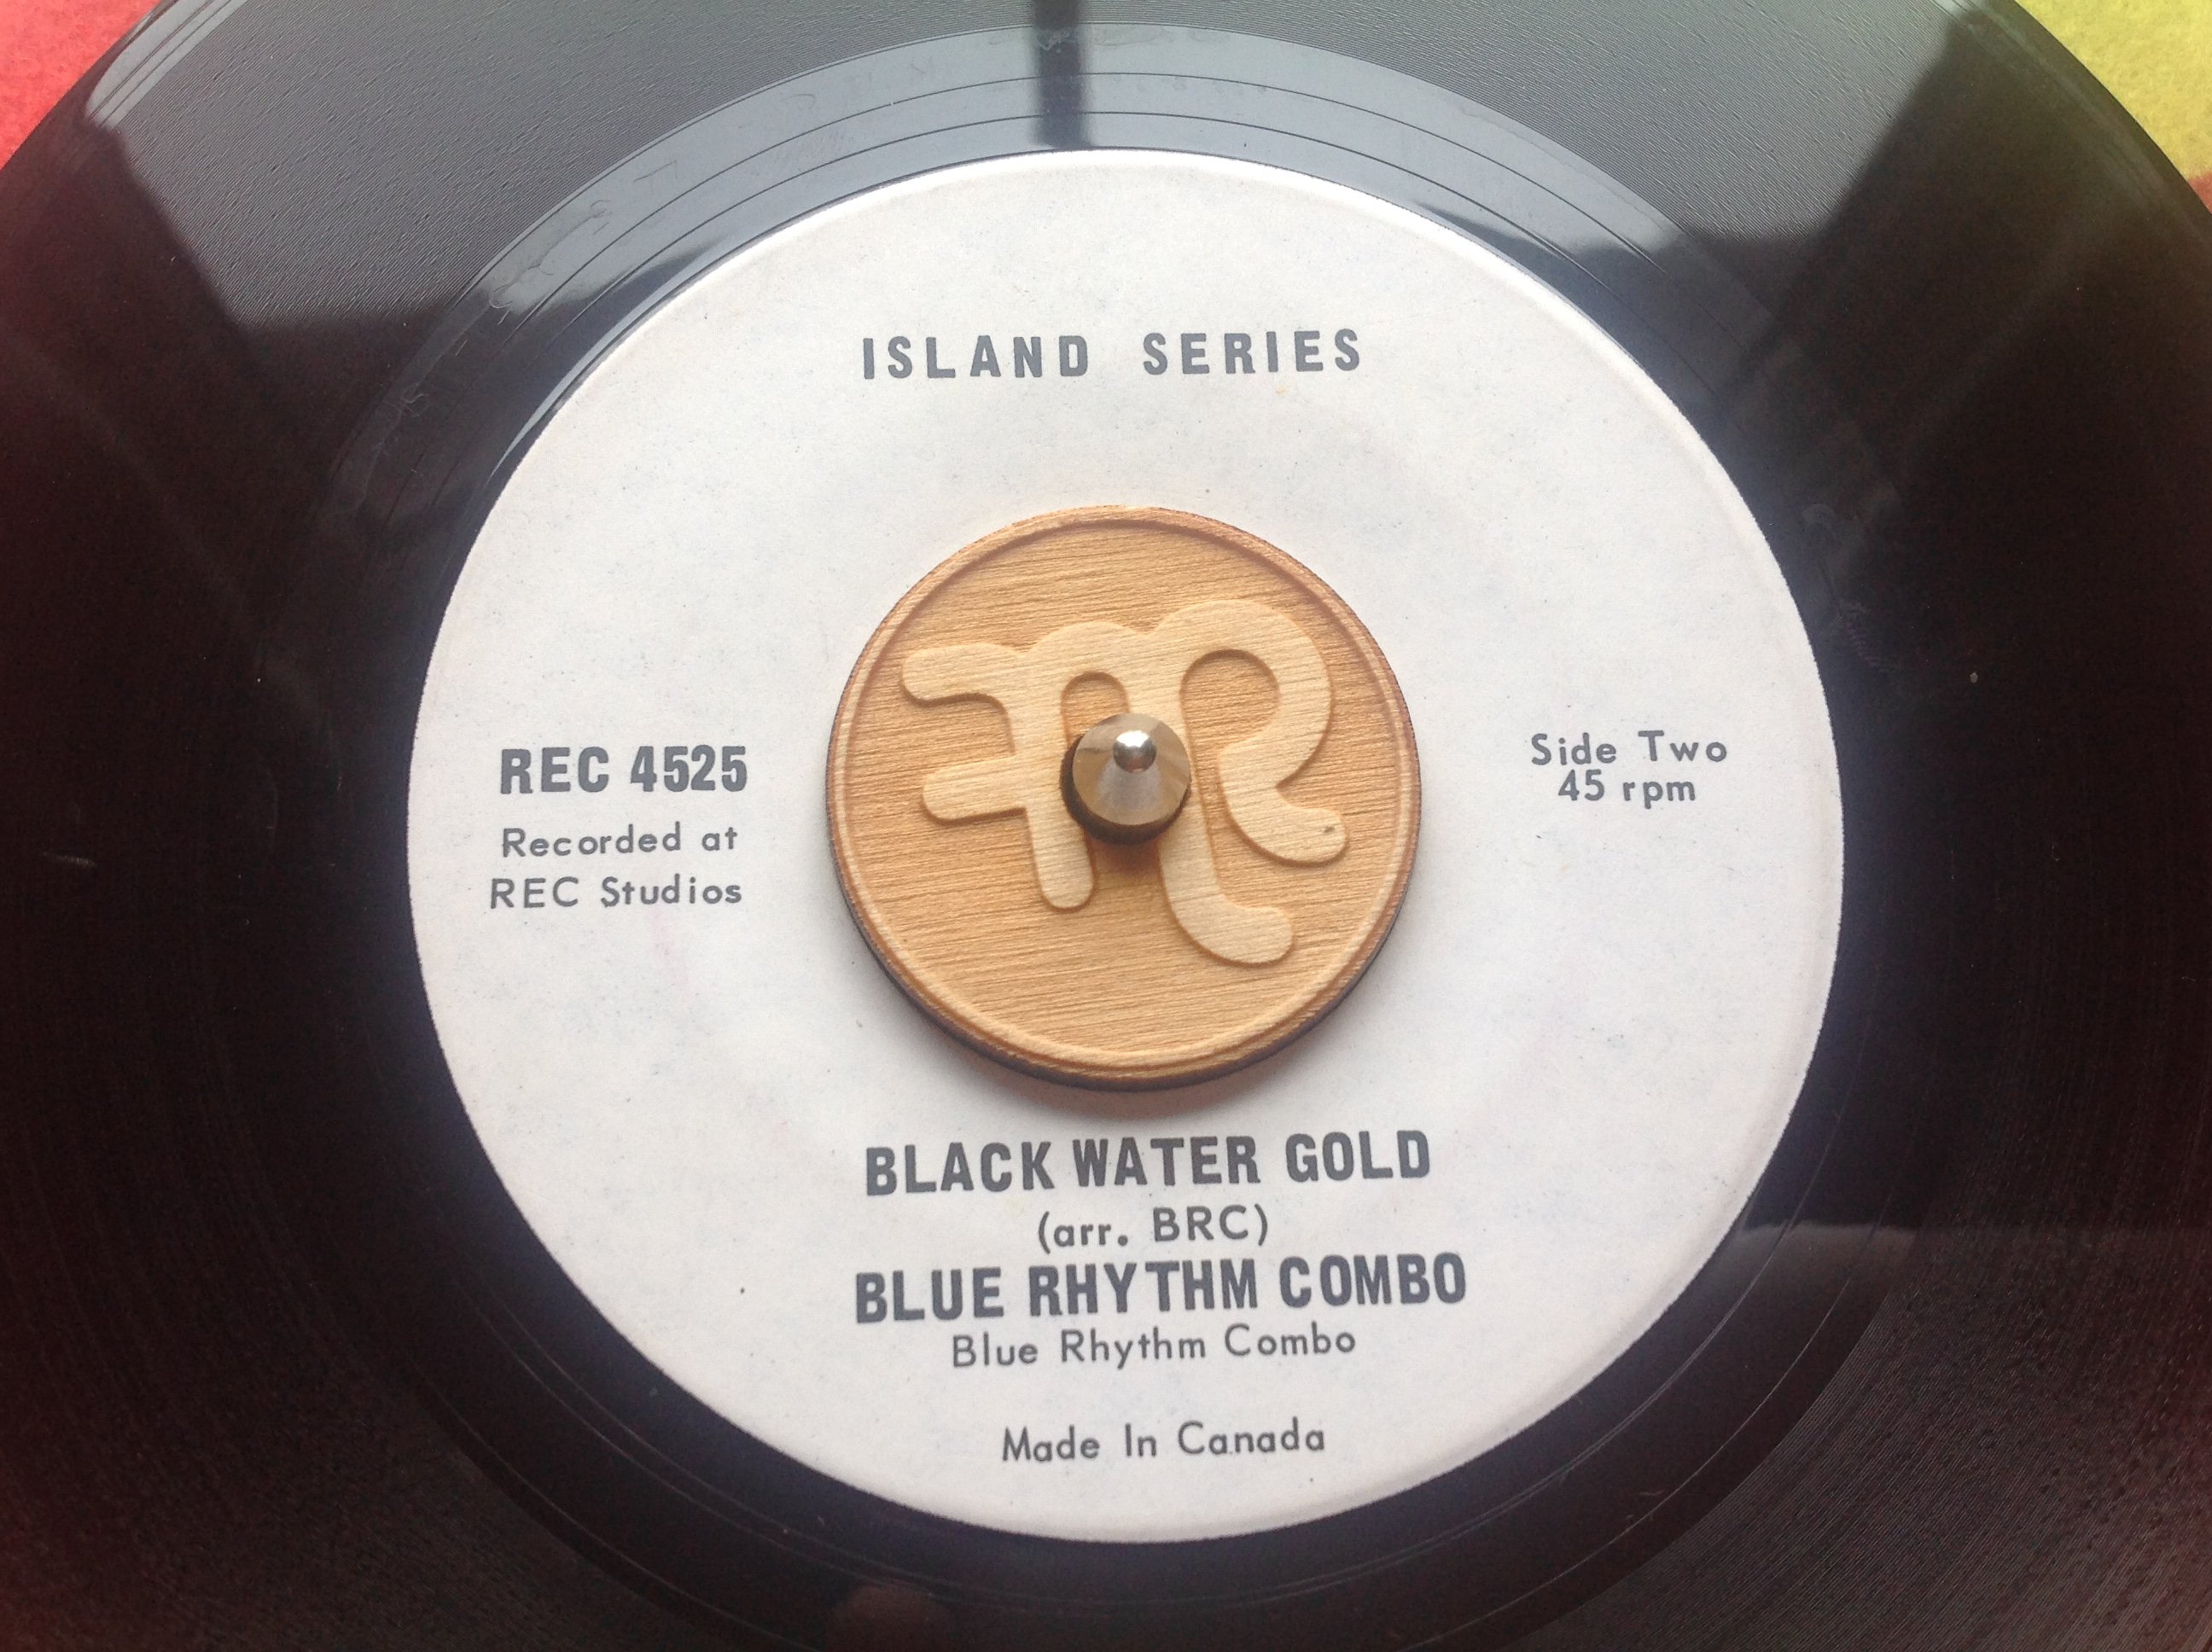 ISLAND SERIES
REC 4525
Recorded at
REC Studios
Side Two
45 rpm
BLACK WATER GOLD
(arr. BRC)
BLUE RHYTHM COMBO
Blue Rhythm Combo
Made In Canada